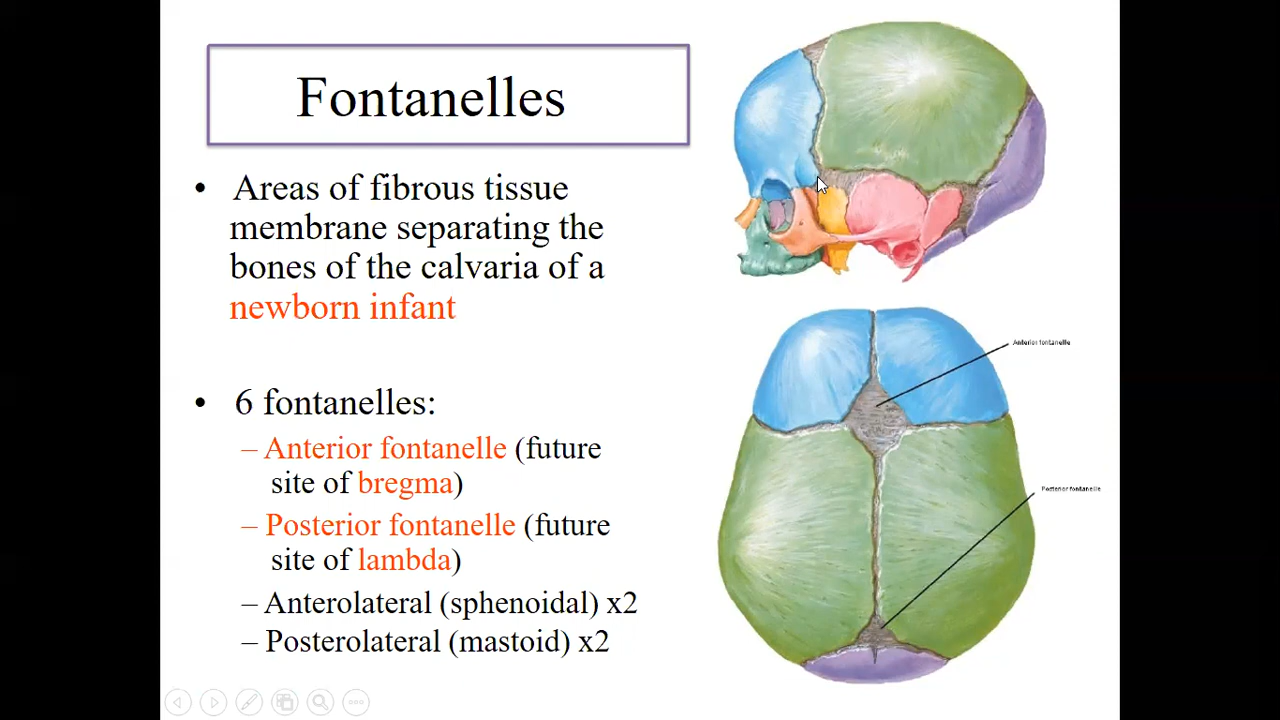 Fontanelles
• Areas of fibrous tissue
membrane separating the
bones of the calvaria of a
newborn infant
• 6 fontanelles:
– Anterior fontanelle (future
site of bregma)
– Posterior fontanelle (future
site of lambda)
– Anterolateral (sphenoidal) x2
– Posterolateral (mastoid) x2
Anterior fontanelle
Posterior fontanelle